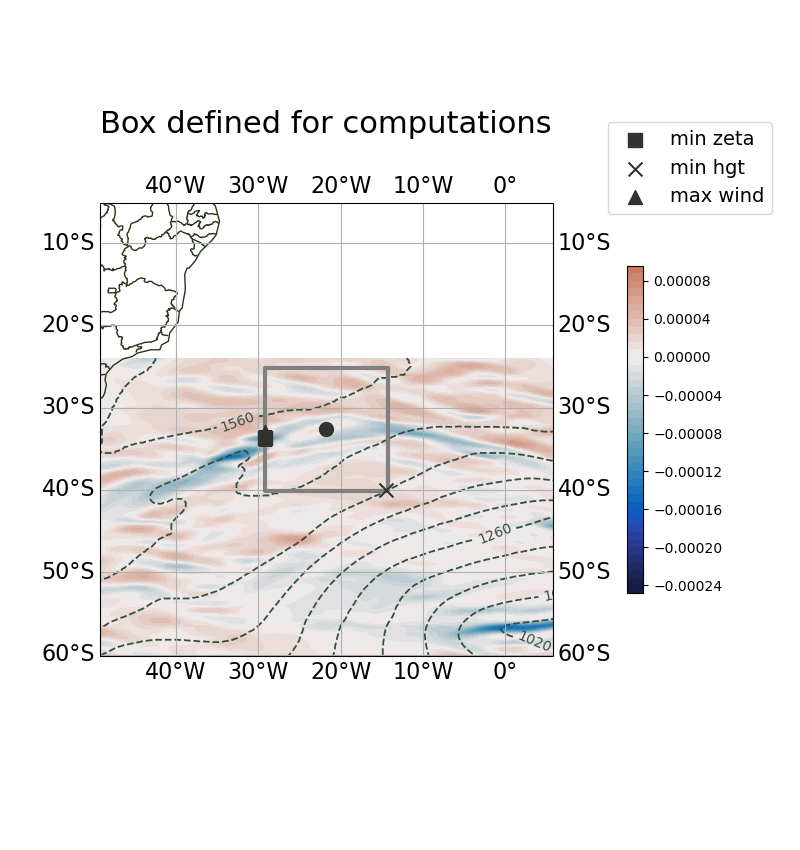 Box defined for computations
min zeta
min hgt
max wind
40°W 30°W 20°W 10°W 0°
10°S 10°S
20°S 20°S
30°S 30°S
40°S 40°S
50°S 50°S
60°S 60°S
40°W 30°W 20°W 10°W 0°
1560
1260
1020
0.00008
0.00004
0.00000
−0.00004
−0.00008
−0.00012
−0.00016
−0.00020
−0.00024